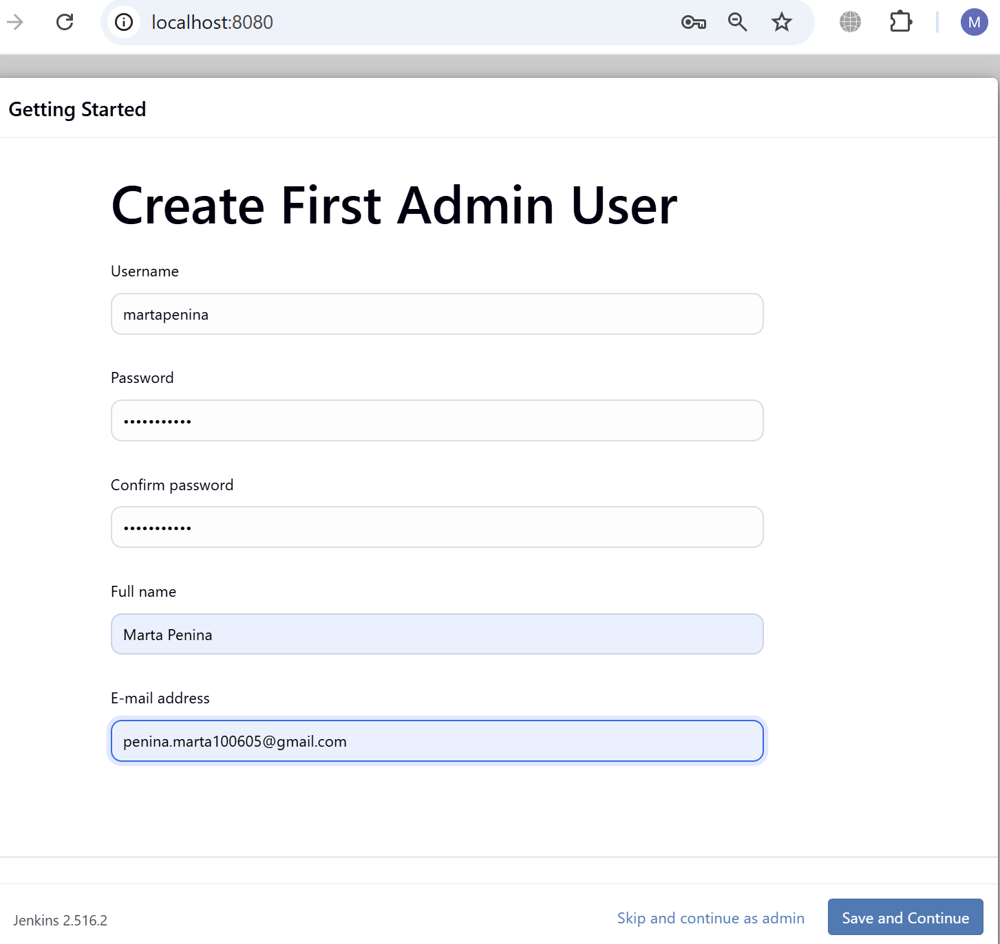 localhost:8080
M
Getting Started
Create First Admin User
Username
martapenina
Password
•••••••••••
Confirm password
•••••••••••
Full name
Marta Penina
E-mail address
penina.marta100605@gmail.com
Jenkins 2.516.2
Skip and continue as admin
Save and Continue